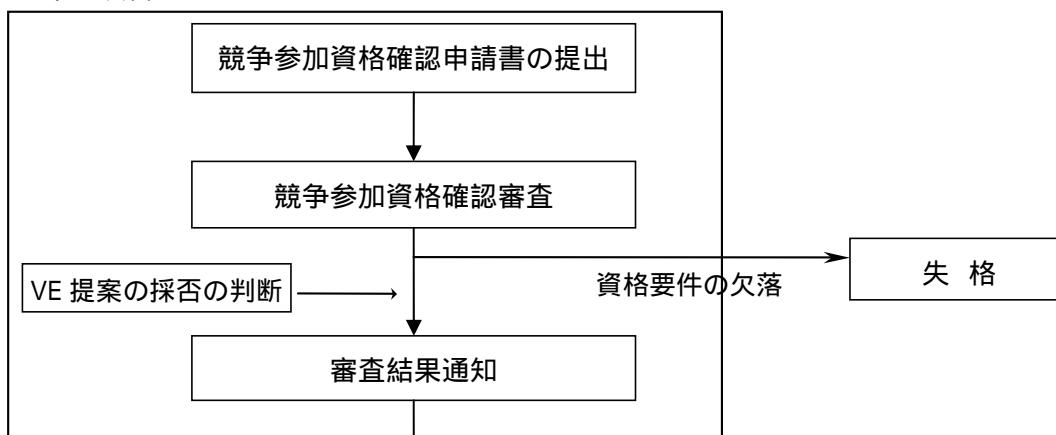 競争参加資格確認申請書の提出
競争参加資格確認審査
失 格
資格要件の欠落
VE 提案の採否の判断
審査結果通知